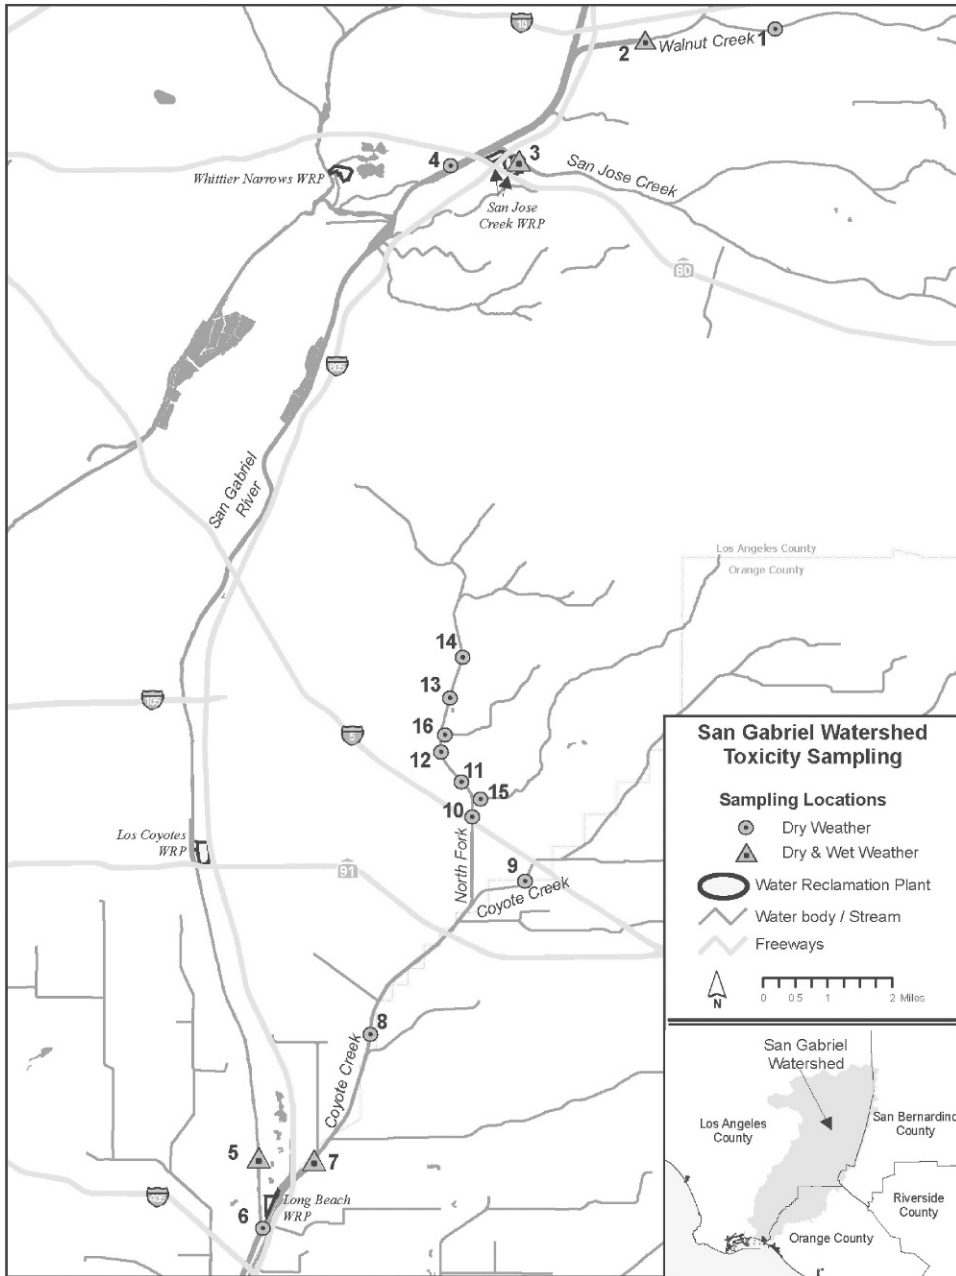 10
2
Walnut Creek
1
4
3
Whittier Narrows WRP
San Jose Creek
San Jose
Creek WRP
60
605
San Gabriel
River
Los Angeles County
Orange County
14
13
105
16
5
12
11
15
10
Los Coyotes
WRP
91
North Fork
9
Coyote Creek
8
Coyote Creek
5
7
Long Beach
WRP
6
San Gabriel Watershed
Toxicity Sampling
Sampling Locations
Dry Weather
Dry & Wet Weather
Water Reclamation Plant
Water body / Stream
Freeways
N
0 0.5 1 2 Miles
San Gabriel
Watershed
Los Angeles
County
San Bernardino
County
Riverside
County
Orange County